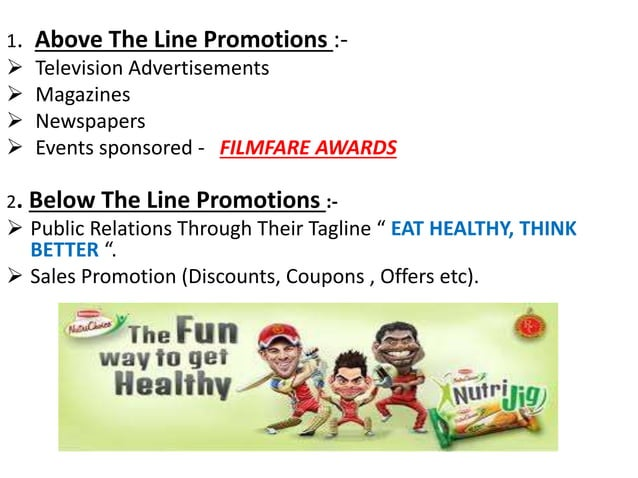 1. Above The Line Promotions :-
➢ Television Advertisements
➢ Magazines
➢ Newspapers
➢ Events sponsored - FILMFARE AWARDS
2. Below The Line Promotions :-
➢ Public Relations Through Their Tagline “ EAT HEALTHY, THINK
BETTER “.
➢ Sales Promotion (Discounts, Coupons , Offers etc).
NutriChoice
The Fun
way to get
Healthy
Nutri
Jig